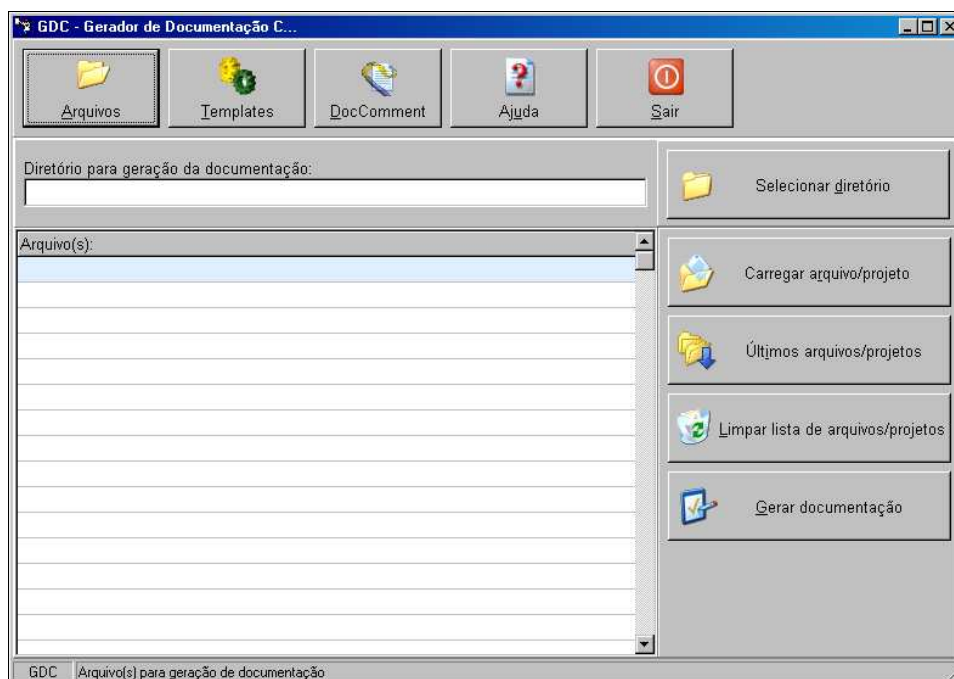 GDC - Gerador de Documentação C...
Arquivos
Templates
DocComment
Ajuda
Sair
Diretório para geração da documentação:
Selecionar diretório
Arquivo(s):
Carregar arquivo/projeto
Últimos arquivos/projetos
Limpar lista de arquivos/projetos
Gerar documentação
GDC Arquivo(s) para geração de documentação